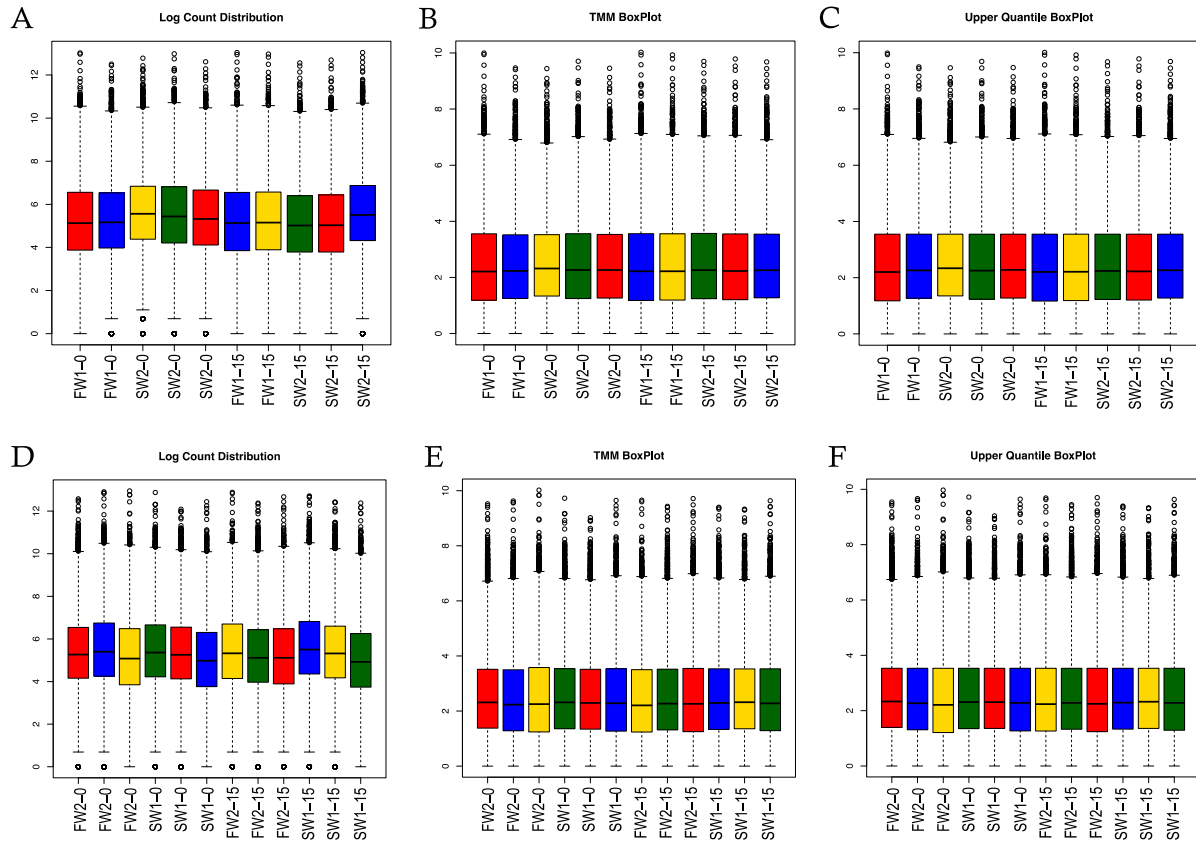 A
Log Count Distribution
12
10
8
6
4
2
0
FW1−0
FW1−0
SW2−0
SW2−0
SW2−0
FW1−15
FW1−15
SW2−15
SW2−15
SW2−15
B
TMM BoxPlot
10
8
6
4
2
0
FW1−0
FW1−0
SW2−0
SW2−0
SW2−0
FW1−15
FW1−15
SW2−15
SW2−15
SW2−15
C
Upper Quantile BoxPlot
10
8
6
4
2
0
FW1−0
FW1−0
SW2−0
SW2−0
SW2−0
FW1−15
FW1−15
SW2−15
SW2−15
SW2−15
D
Log Count Distribution
12
10
8
6
4
2
0
FW2−0
FW2−0
FW2−0
SW1−0
SW1−0
SW1−0
FW2−15
FW2−15
FW2−15
SW1−15
SW1−15
SW1−15
E
TMM BoxPlot
10
8
6
4
2
0
FW2−0
FW2−0
FW2−0
SW1−0
SW1−0
SW1−0
FW2−15
FW2−15
FW2−15
SW1−15
SW1−15
SW1−15
F
Upper Quantile BoxPlot
10
8
6
4
2
0
FW2−0
FW2−0
FW2−0
SW1−0
SW1−0
SW1−0
FW2−15
FW2−15
FW2−15
SW1−15
SW1−15
SW1−15